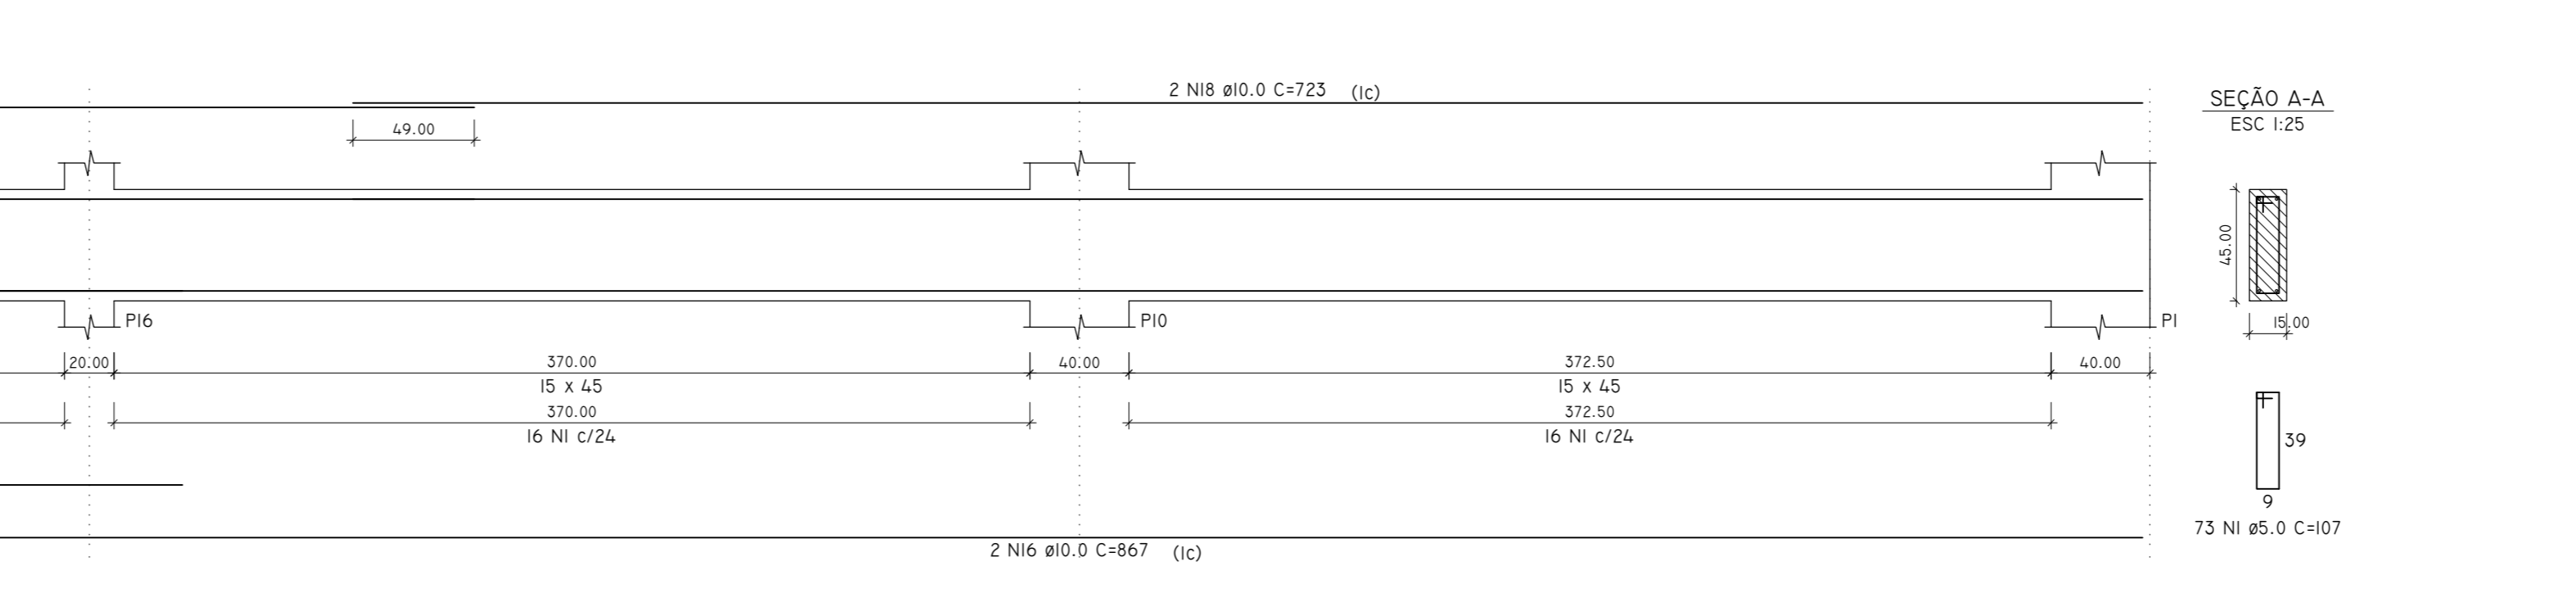 2 N18 ø10.0 C=723 (1c)
SEÇÃO A-A
ESC 1:25
49.00
45.00
P16
P10
P1
15.00
20.00
370.00
40.00
372.50
40.00
15 x 45
15 x 45
370.00
372.50
16 N1 c/24
16 N1 c/24
39
9
73 N1 ø5.0 C=107
2 N16 ø10.0 C=867 (1c)